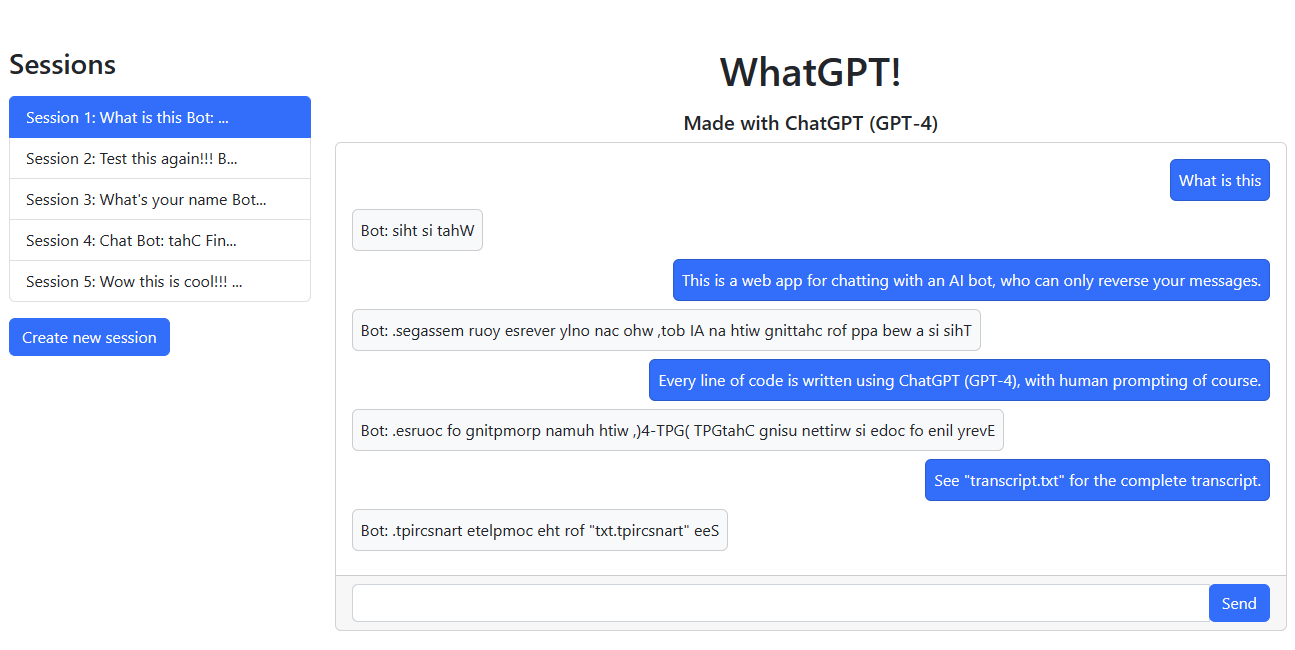 Sessions
Session 1: What is this Bot: ...
Session 2: Test this again!!! B...
Session 3: What's your name Bot...
Session 4: Chat Bot: tahC Fin...
Session 5: Wow this is cool!!! ...
Create new session
WhatGPT!
Made with ChatGPT (GPT-4)
What is this
Bot: siht si tahW
This is a web app for chatting with an AI bot, who can only reverse your messages.
Bot: .segassem ruoy esrever ylno nac ohw ,tob IA na htiw gnittahc rof ppa bew a si sihT
Every line of code is written using ChatGPT (GPT-4), with human prompting of course.
Bot: .esruoc fo gnitpmorp namuh htiw ,)4-TPG( TPGtahC gnisu nettirw si edoc fo enil yrevE
See "transcript.txt" for the complete transcript.
Bot: .tpircsnart etelpmoc eht rof "txt.tpircsnart" eeS
Send